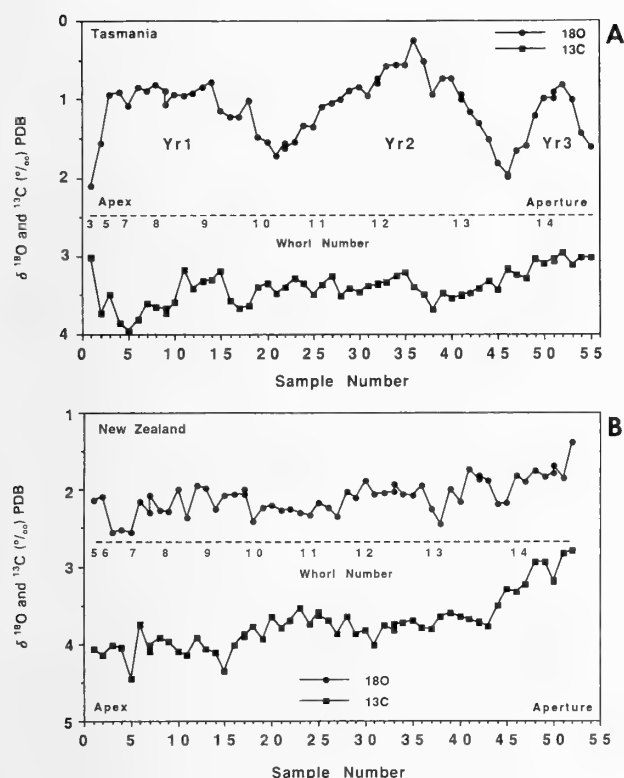 A
Tasmania
18O
13C
0
1
2
3
4
δ 18O and 13C (o/oo) PDB
Yr1 Yr2 Yr3
Apex Aperture
3 5 7 8 9 10 11 12 13 14
Whorl Number
0 5 10 15 20 25 30 35 40 45 50 55
Sample Number
B
New Zealand
1
2
3
4
5
δ 18O and 13C (o/oo) PDB
5 6 7 8 9 10 11 12 13 14
Whorl Number
18O
13C
Apex Aperture
0 5 10 15 20 25 30 35 40 45 50 55
Sample Number